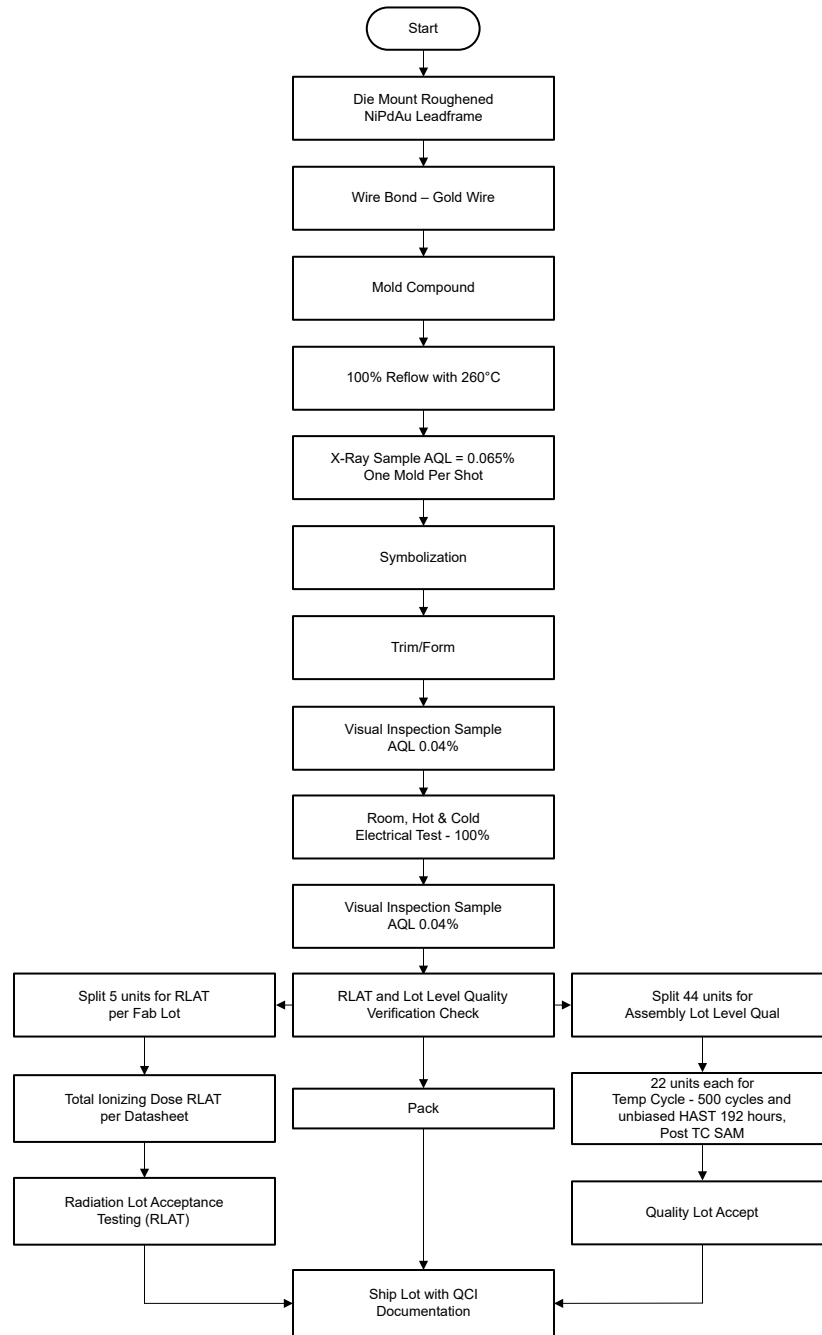 Start
Die Mount Roughened
NiPdAu Leadframe
Wire Bond – Gold Wire
Mold Compound
100% Reflow with 260°C
X-Ray Sample AQL = 0.065%
One Mold Per Shot
Symbolization
Trim/Form
Visual Inspection Sample
AQL 0.04%
Room, Hot & Cold
Electrical Test - 100%
Visual Inspection Sample
AQL 0.04%
Split 5 units for RLAT
per Fab Lot
RLAT and Lot Level Quality
Verification Check
Split 44 units for
Assembly Lot Level Qual
Total Ionizing Dose RLAT
per Datasheet
Pack
22 units each for
Temp Cycle - 500 cycles and
unbiased HAST 192 hours,
Post TC SAM
Radiation Lot Acceptance
Testing (RLAT)
Quality Lot Accept
Ship Lot with QCI
Documentation